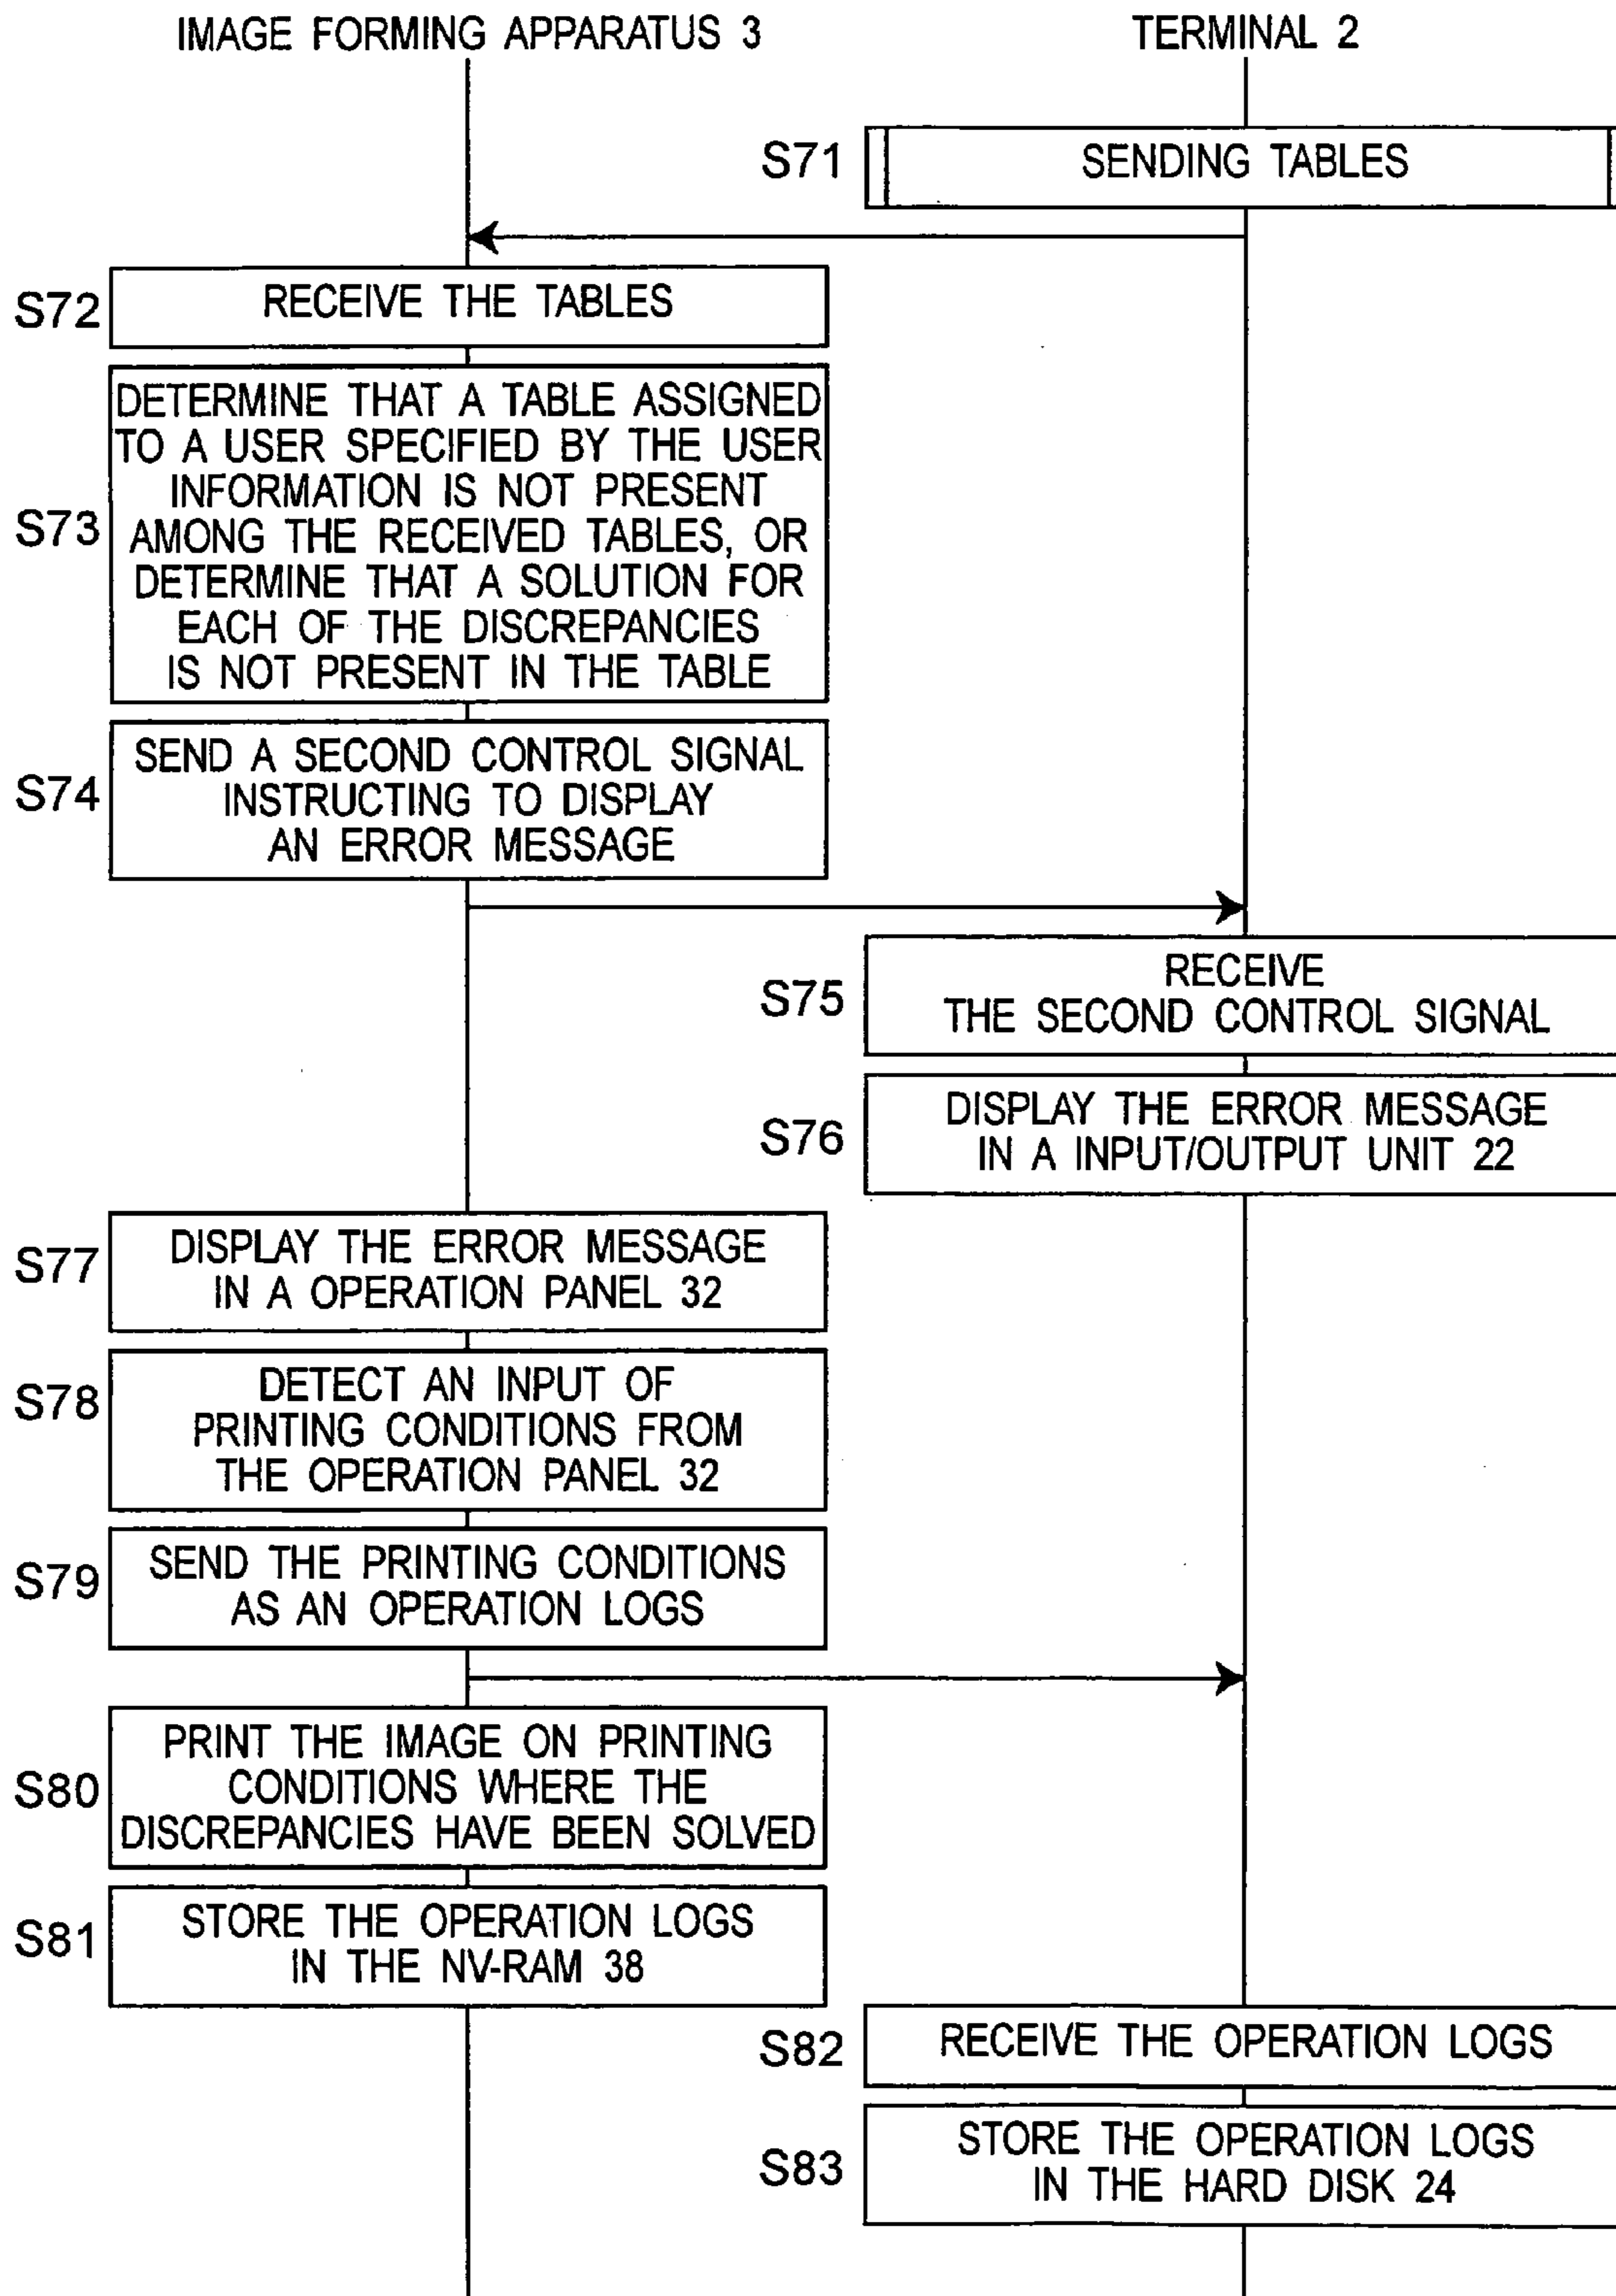 IMAGE FORMING APPARATUS 3
TERMINAL 2
S71
SENDING TABLES
S72
RECEIVE THE TABLES
S73
DETERMINE THAT A TABLE ASSIGNED
TO A USER SPECIFIED BY THE USER
INFORMATION IS NOT PRESENT
AMONG THE RECEIVED TABLES, OR
DETERMINE THAT A SOLUTION FOR
EACH OF THE DISCREPANCIES
IS NOT PRESENT IN THE TABLE
S74
SEND A SECOND CONTROL SIGNAL
INSTRUCTING TO DISPLAY
AN ERROR MESSAGE
S75
RECEIVE
THE SECOND CONTROL SIGNAL
S76
DISPLAY THE ERROR MESSAGE
IN A INPUT/OUTPUT UNIT 22
S77
DISPLAY THE ERROR MESSAGE
IN A OPERATION PANEL 32
S78
DETECT AN INPUT OF
PRINTING CONDITIONS FROM
THE OPERATION PANEL 32
S79
SEND THE PRINTING CONDITIONS
AS AN OPERATION LOGS
S80
PRINT THE IMAGE ON PRINTING
CONDITIONS WHERE THE
DISCREPANCIES HAVE BEEN SOLVED
S81
STORE THE OPERATION LOGS
IN THE NV-RAM 38
S82
RECEIVE THE OPERATION LOGS
S83
STORE THE OPERATION LOGS
IN THE HARD DISK 24